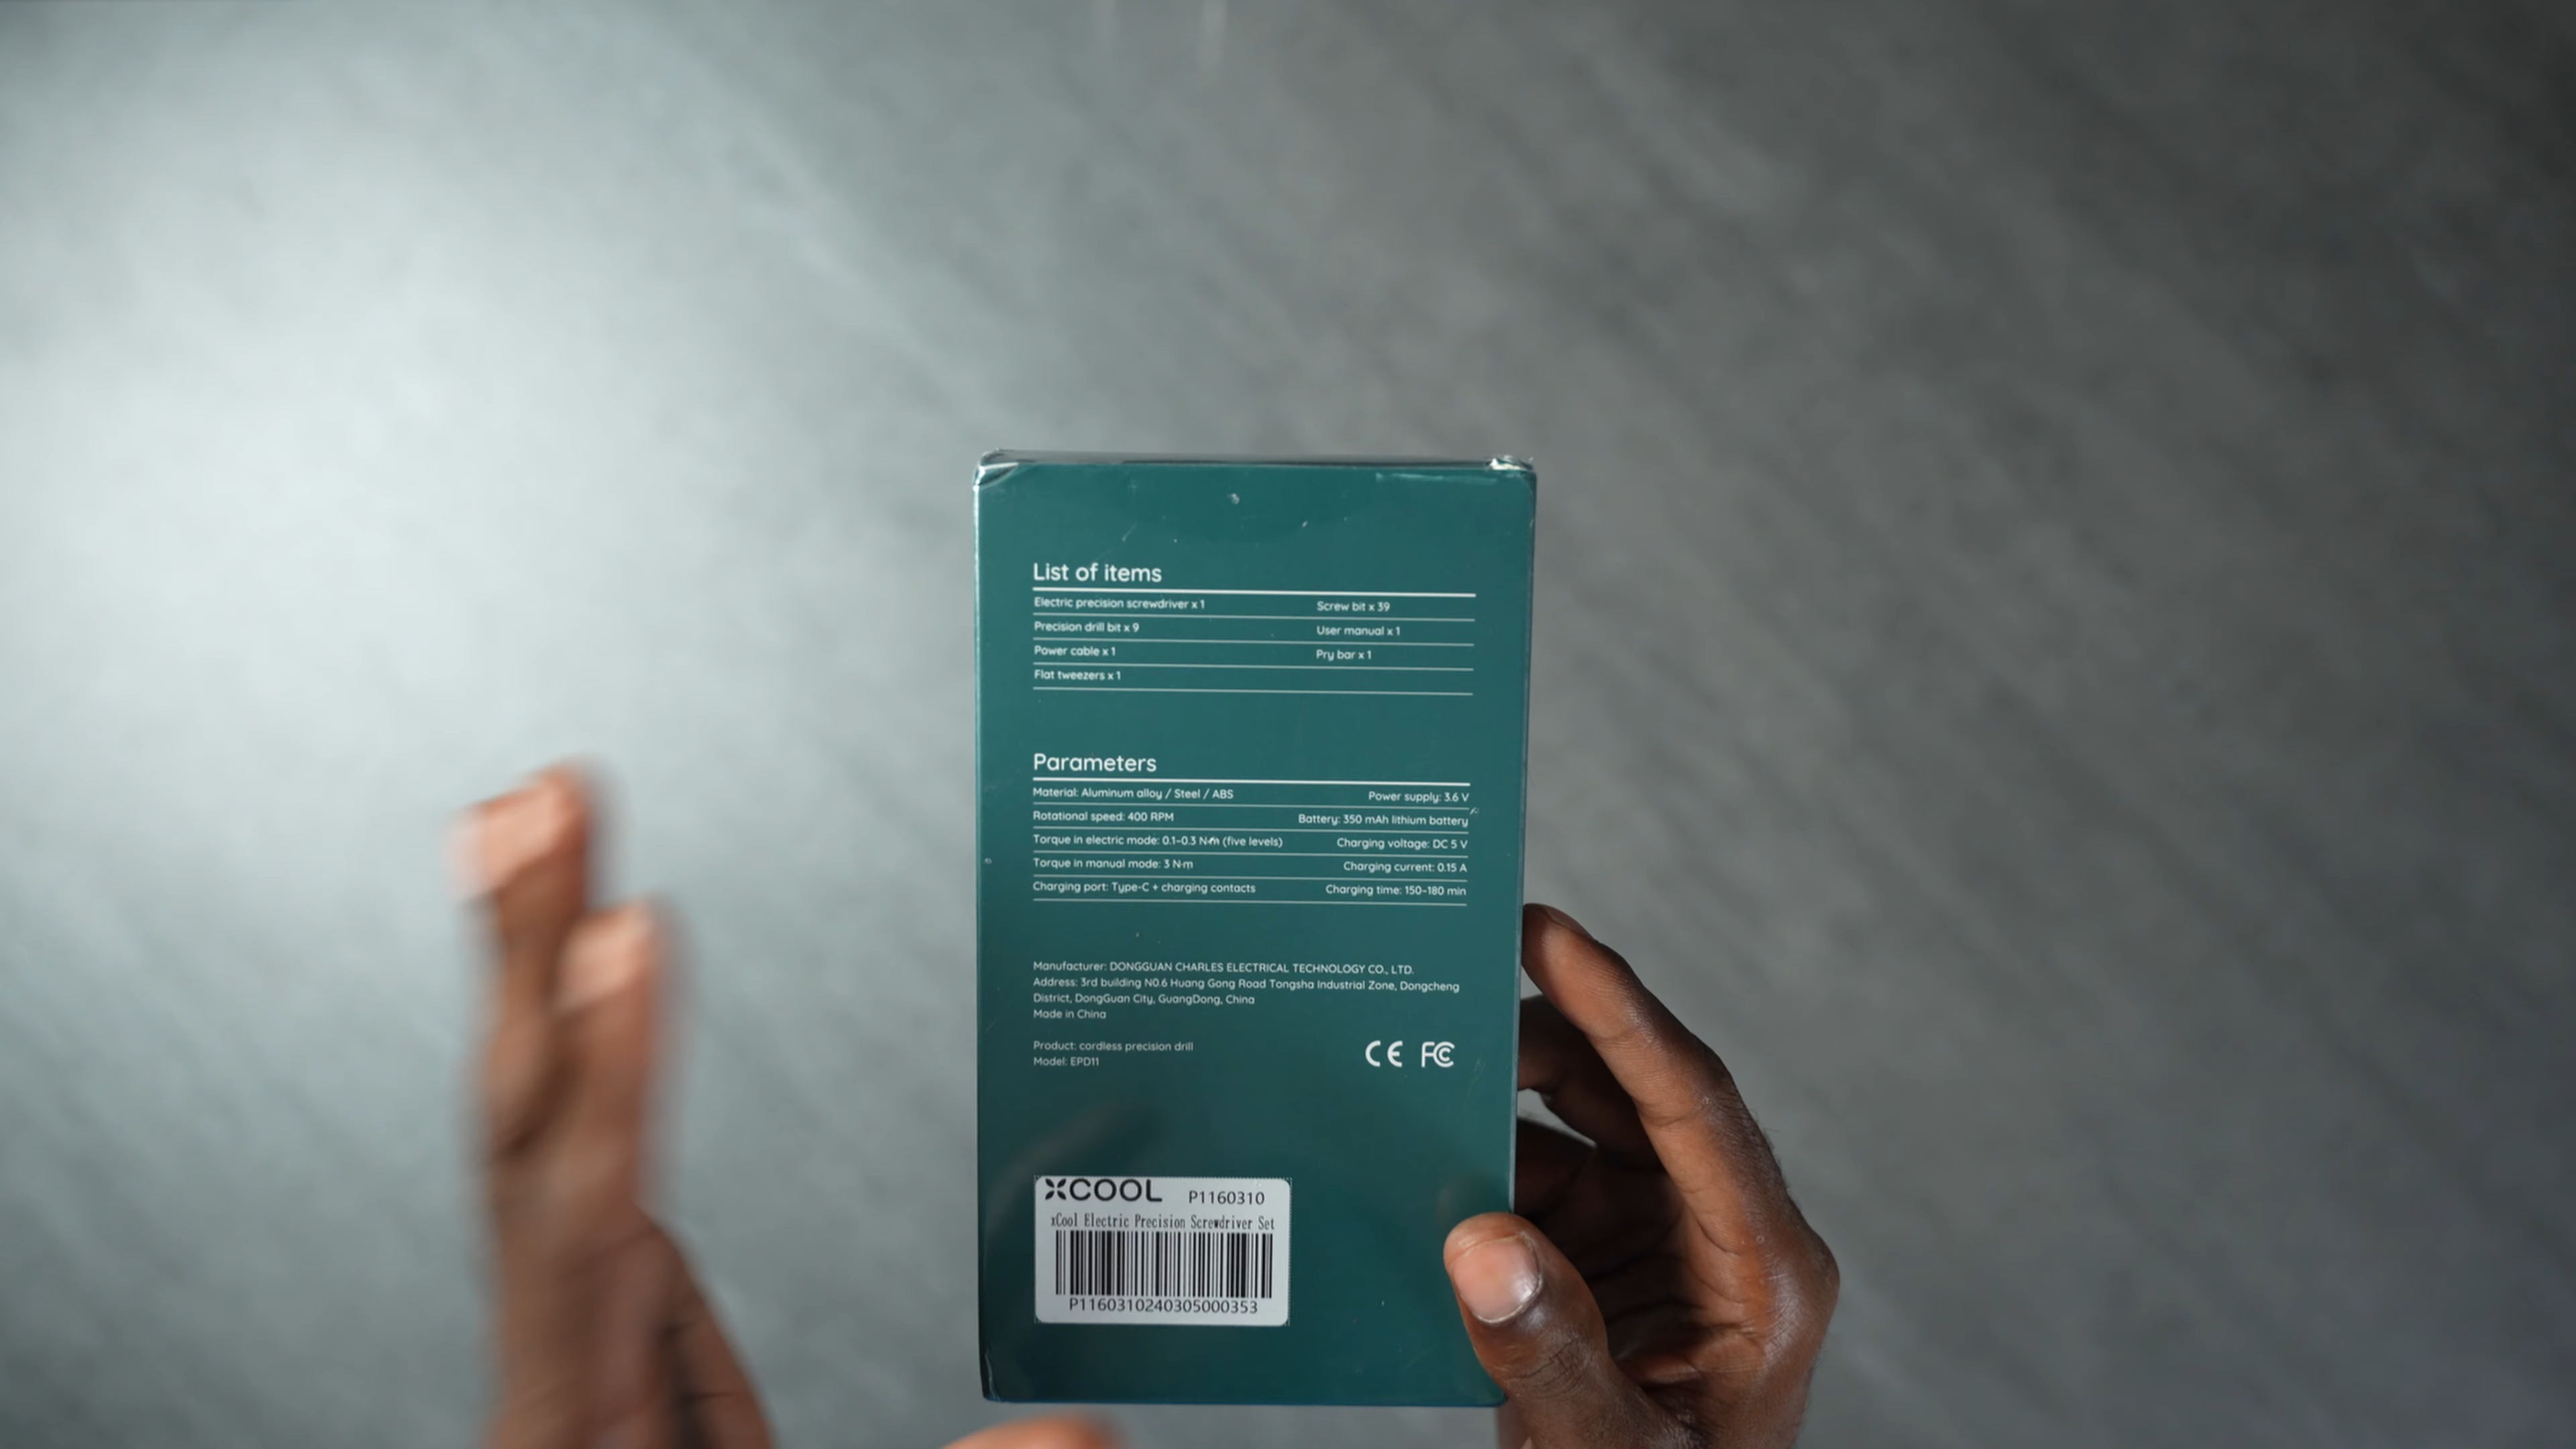 List of items
Electric precision screwdriver x 1 Screw bit x 39
Precision drill bit x 9 User manual x 1
Power cable x 1 Pry bar x 1
Flat tweezers x 1
Parameters
Material: Aluminum alloy / Steel / ABS Power supply: 3.6 V
Rotational speed: 400 RPM Battery: 350 mAh lithium battery
Torque in electric mode: 0.1-0.3 N·m (five levels) Charging voltage: DC 5 V
Torque in manual mode: 3 N·m Charging current: 0.15 A
Charging port: Type-C + charging contacts Charging time: 150-180 min
Manufacturer: DONGGUAN CHARLES ELECTRICAL TECHNOLOGY CO., LTD.
Address: 3rd building N0.6 Huang Gong Road Tongsha Industrial Zone, Dongcheng
District, DongGuan City, GuangDong, China
Made in China
Product: cordless precision drill
Model: EPD11
CE FC
XCOOL P1160310
xCool Electric Precision Screwdriver Set
P1160310240305000353